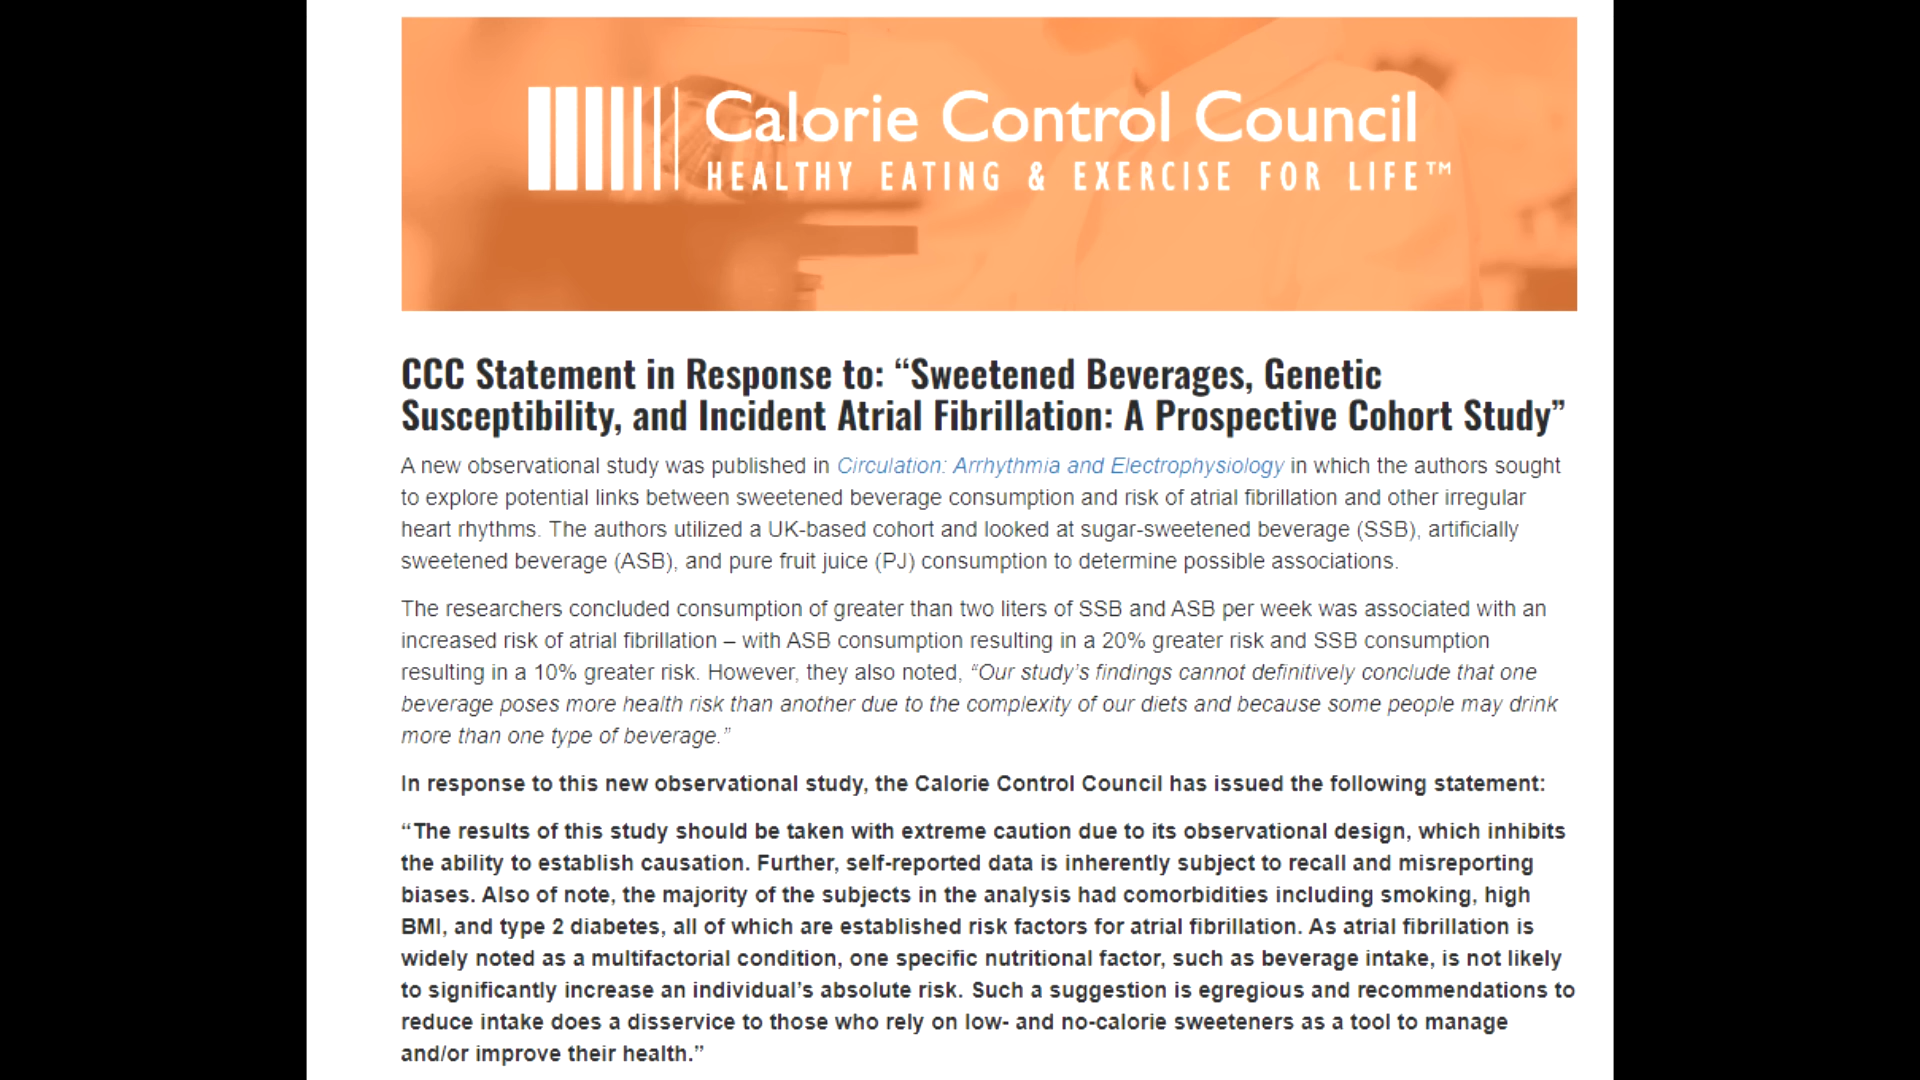 Calorie Control Council
HEALTHY EATING & EXERCISE FOR LIFE™
CCC Statement in Response to: “Sweetened Beverages, Genetic
Susceptibility, and Incident Atrial Fibrillation: A Prospective Cohort Study”
A new observational study was published in Circulation: Arrhythmia and Electrophysiology in which the authors sought
to explore potential links between sweetened beverage consumption and risk of atrial fibrillation and other irregular
heart rhythms. The authors utilized a UK-based cohort and looked at sugar-sweetened beverage (SSB), artificially
sweetened beverage (ASB), and pure fruit juice (PJ) consumption to determine possible associations.
The researchers concluded consumption of greater than two liters of SSB and ASB per week was associated with an
increased risk of atrial fibrillation – with ASB consumption resulting in a 20% greater risk and SSB consumption
resulting in a 10% greater risk. However, they also noted, “Our study’s findings cannot definitively conclude that one
beverage poses more health risk than another due to the complexity of our diets and because some people may drink
more than one type of beverage.”
In response to this new observational study, the Calorie Control Council has issued the following statement:
“The results of this study should be taken with extreme caution due to its observational design, which inhibits
the ability to establish causation. Further, self-reported data is inherently subject to recall and misreporting
biases. Also of note, the majority of the subjects in the analysis had comorbidities including smoking, high
BMI, and type 2 diabetes, all of which are established risk factors for atrial fibrillation. As atrial fibrillation is
widely noted as a multifactorial condition, one specific nutritional factor, such as beverage intake, is not likely
to significantly increase an individual’s absolute risk. Such a suggestion is egregious and recommendations to
reduce intake does a disservice to those who rely on low- and no-calorie sweeteners as a tool to manage
and/or improve their health.”